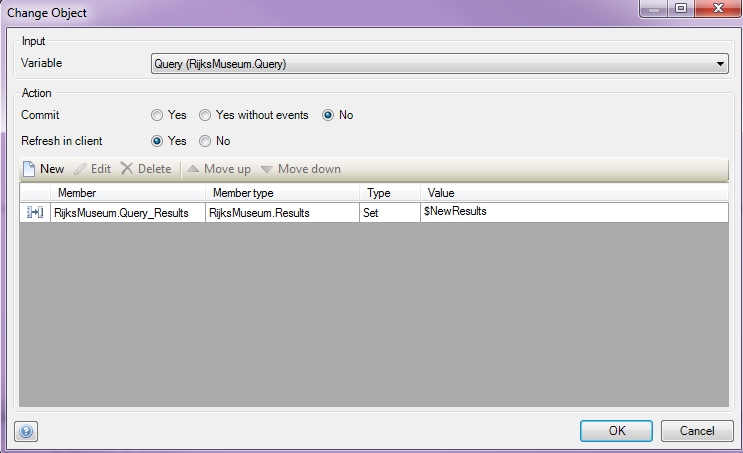 Change Object
Input
Variable Query (RijksMuseum.Query)
Action
Commit Yes Yes without events No
Refresh in client Yes No
New Edit Delete Move up Move down
Member Member type Type Value
RijksMuseum.Query_Results RijksMuseum.Results Set $NewResults
OK Cancel